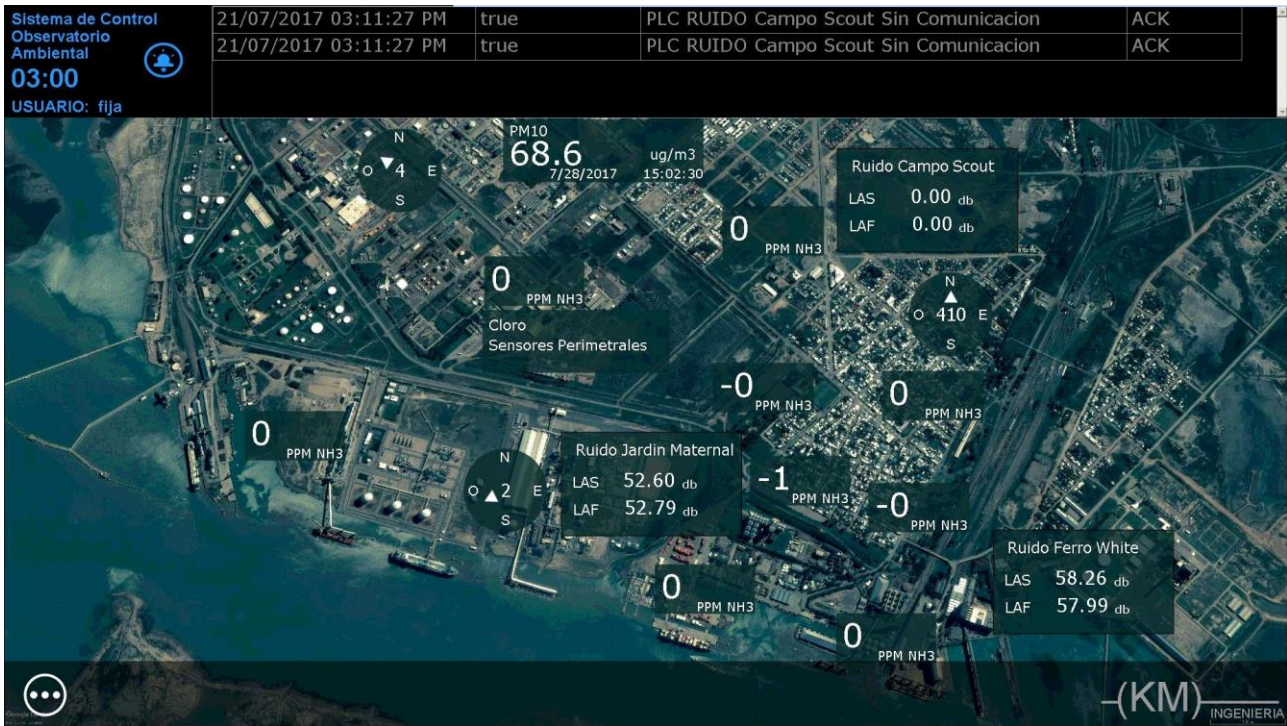 Sistema de Control
Observatorio
Ambiental
03:00
USUARIO: fija
21/07/2017 03:11:27 PM true PLC RUIDO Campo Scout Sin Comunicacion ACK
21/07/2017 03:11:27 PM true PLC RUIDO Campo Scout Sin Comunicacion ACK
N
O 4 E
S
PM10
68.6 ug/m3
7/28/2017 15:02:30
Ruido Campo Scout
LAS 0.00 db
LAF 0.00 db
0 PPM NH3
0 PPM NH3
Cloro
Sensores Perimetrales
N
O 410 E
S
-0 PPM NH3
0 PPM NH3
0 PPM NH3
Ruido Jardin Maternal
LAS 52.60 db
LAF 52.79 db
N
O 2 E
S
-1 PPM NH3
-0 PPM NH3
Ruido Ferro White
LAS 58.26 db
LAF 57.99 db
0 PPM NH3
0 PPM NH3
(KM)
INGENIERIA